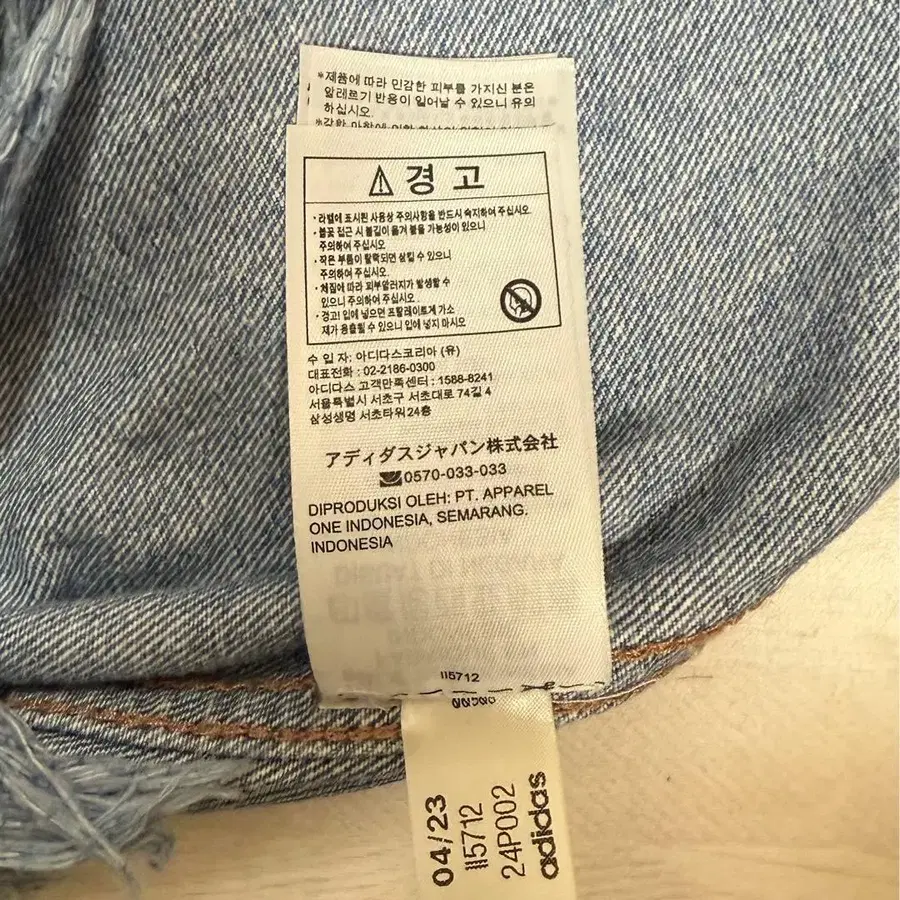 *제품에 따라 민감한 피부를 가지신 분은
알레르기 반응이 일어날 수 있으니 유의
하십시오.
경 고
· 라벨에 표시된 사용상 주의사항을 반드시 숙지하여 주십시오.
· 불꽃 접근 시 불길이 옮겨 붙을 가능성이 있으니
주의하여 주십시오
· 작은 부품이 탈락되면 삼킬 수 있으니
주의하여 주십시오.
· 체질에 따라 피부알러지가 발생할 수
있으니 주의하여 주십시오.
· 경고! 입에 넣으면 프탈레이트계 가소
제가 용출될수 있으니 입에 넣지 마시오
수 입 자: 아디다스코리아 (유)
대표전화 : 02-2186-0300
아디다스 고객만족센터 : 1588-8241
서울특별시 서초구 서초대로 74길 4
삼성생명 서초타워 24층
アディダスジャパン株式会社
0570-033-033
DIPRODUKSI OLEH: PT. APPAREL
ONE INDONESIA, SEMARANG.
INDONESIA
II5712
04/23
II5712
24P002
adidas